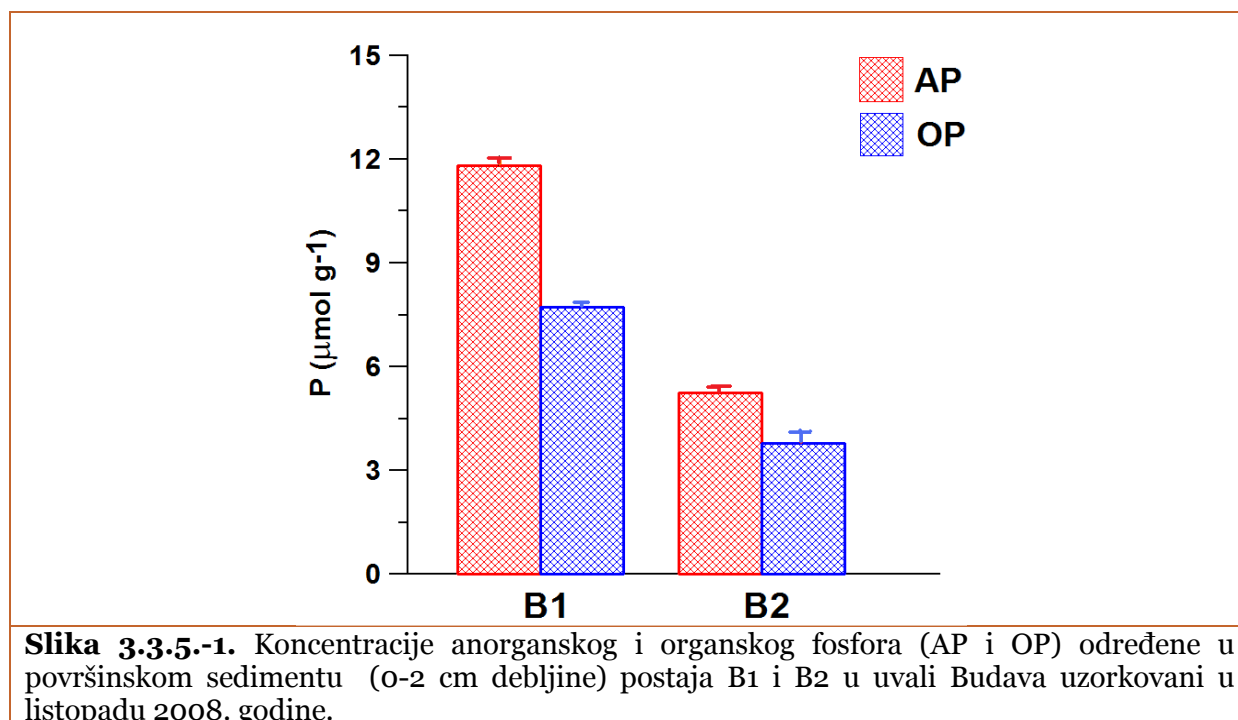 15
12
9
6
3
0
P (µmol g-1)
AP
OP
B1
B2
Slika 3.3.5.-1. Koncentracije anorganskog i organskog fosfora (AP i OP) određene u
površinskom sedimentu (0-2 cm debljine) postaja B1 i B2 u uvali Budava uzorkovani u
listopadu 2008. godine.